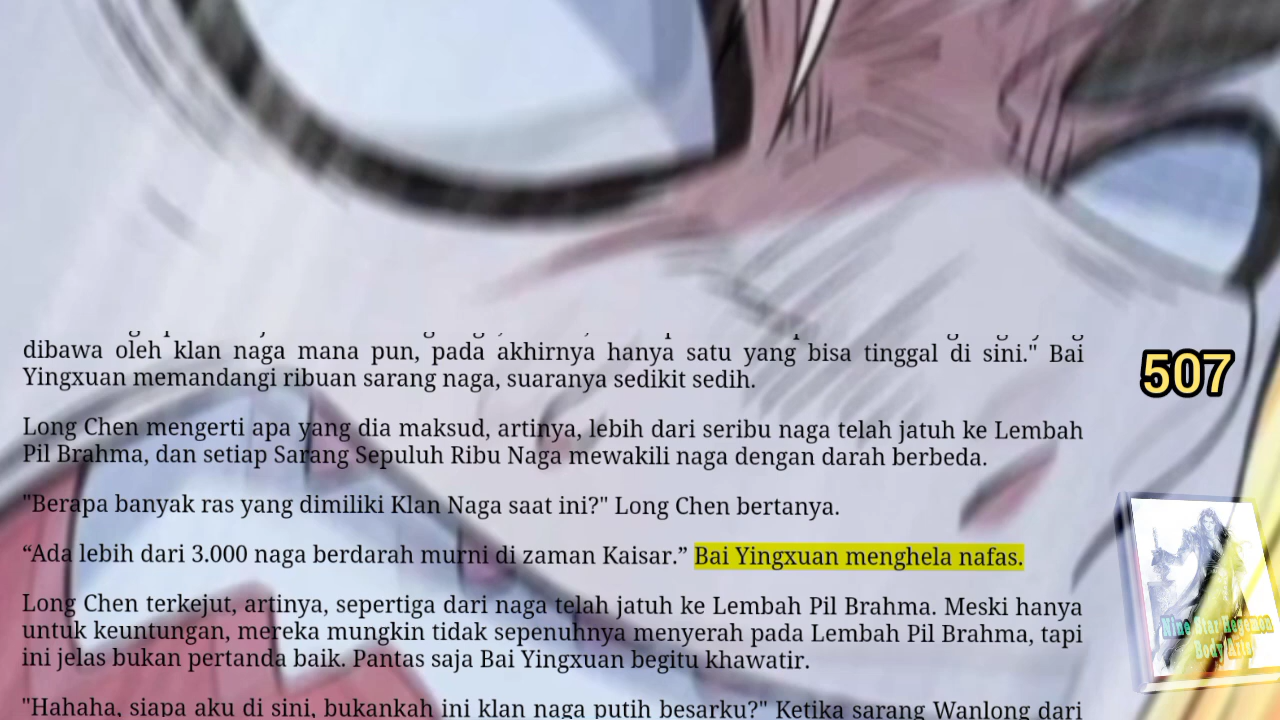 dibawa oleh klan naga mana pun, pada akhirnya hanya satu yang bisa tinggal di sini." Bai
Yingxuan memandangi ribuan sarang naga, suaranya sedikit sedih.
Long Chen mengerti apa yang dia maksud, artinya, lebih dari seribu naga telah jatuh ke Lembah
Pil Brahma, dan setiap Sarang Sepuluh Ribu Naga mewakili naga dengan darah berbeda.
"Berapa banyak ras yang dimiliki Klan Naga saat ini?" Long Chen bertanya.
“Ada lebih dari 3.000 naga berdarah murni di zaman Kaisar.” Bai Yingxuan menghela nafas.
Long Chen terkejut, artinya, sepertiga dari naga telah jatuh ke Lembah Pil Brahma. Meski hanya
untuk keuntungan, mereka mungkin tidak sepenuhnya menyerah pada Lembah Pil Brahma, tapi
ini jelas bukan pertanda baik. Pantas saja Bai Yingxuan begitu khawatir.
"Hahaha, siapa aku di sini, bukankah ini klan naga putih besarku?" Ketika sarang Wanlong dari
507
Nine Star Hegemon
Body Arts